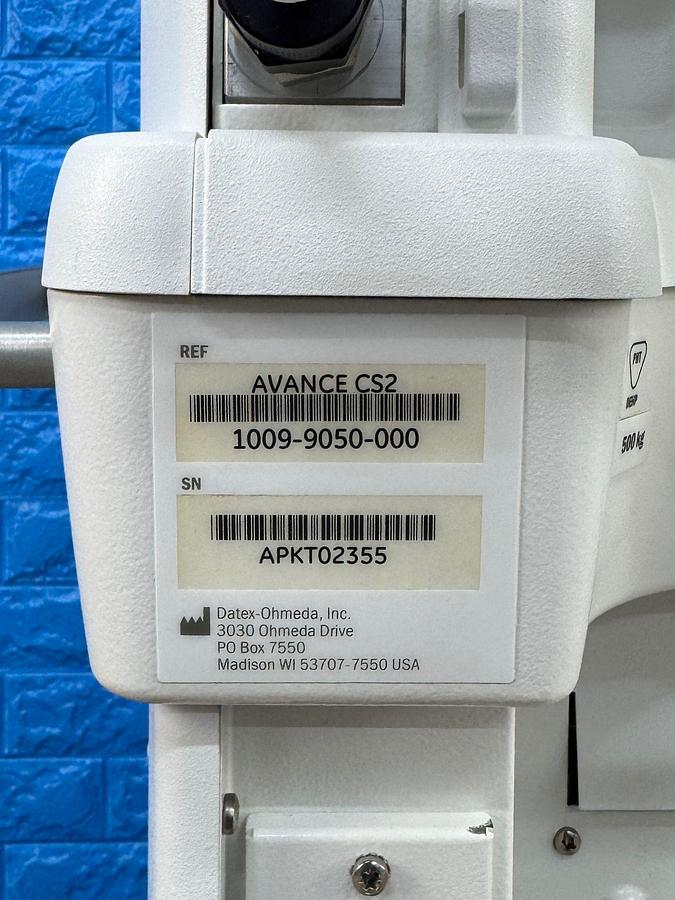 REF
AVANCE CS2
1009-9050-000
SN
APKT02355
Datex-Ohmeda, Inc.
3030 Ohmeda Drive
PO Box 7550
Madison WI 53707-7550 USA
500 kg